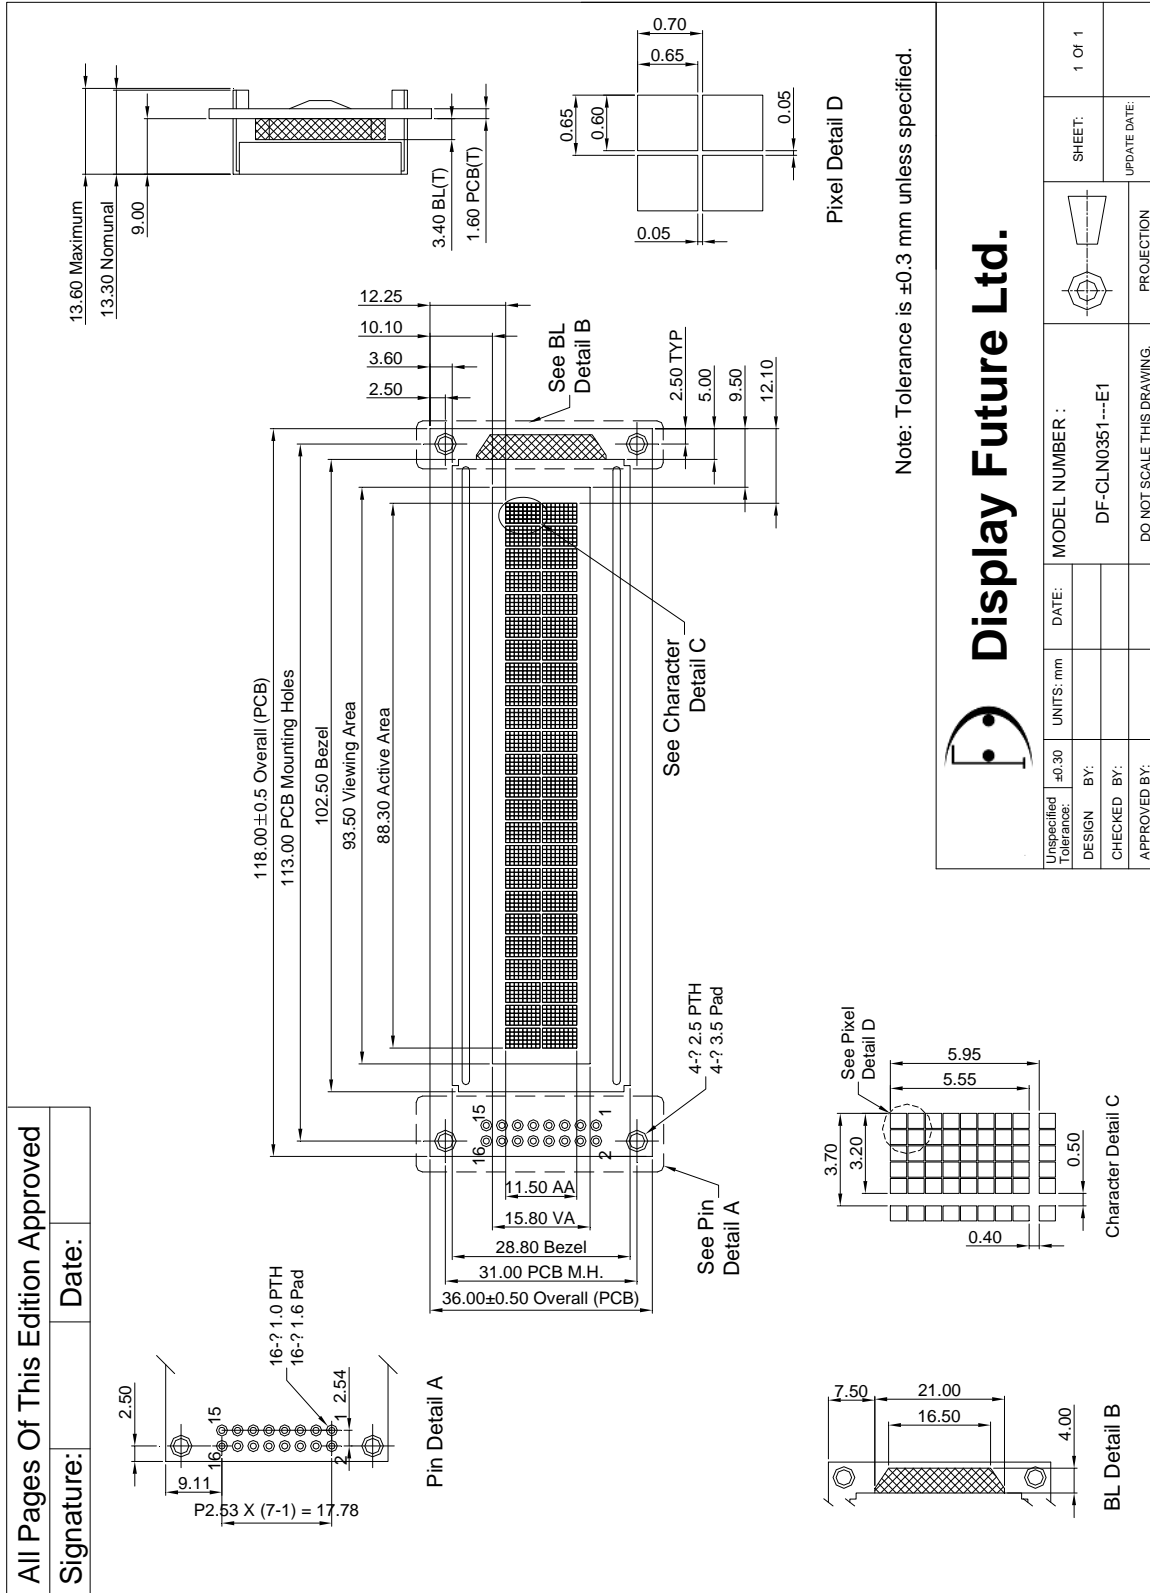 All Pages Of This Edition Approved
Signature:
Date:
13.60 Maximum
13.30 Nomunal
9.00
3.40 BL(T)
1.60 PCB(T)
0.70
0.65
0.65
0.60
0.05
0.05
Pixel Detail D
118.00±0.5 Overall (PCB)
113.00 PCB Mounting Holes
102.50 Bezel
93.50 Viewing Area
88.30 Active Area
12.25
10.10
3.60
2.50
See BL
Detail B
2.50 TYP
5.00
9.50
12.10
See Character
Detail C
15
16
1
2
4-? 2.5 PTH
4-? 3.5 Pad
11.50 AA
15.80 VA
28.80 Bezel
31.00 PCB M.H.
36.00±0.50 Overall (PCB)
See Pin
Detail A
2.50
16-? 1.0 PTH
16-? 1.6 Pad
15
16
1
2
2.54
9.11
P2.53 X (7-1) = 17.78
Pin Detail A
See Pixel
Detail D
5.95
5.55
3.70
3.20
0.50
0.40
Character Detail C
7.50
21.00
16.50
4.00
BL Detail B
Note: Tolerance is ±0.3 mm unless specified.
Display Future Ltd.
Unspecified
Tolerance:
±0.30
UNITS: mm
DATE:
MODEL NUMBER :
DF-CLN0351---E1
SHEET:
1 Of 1
DESIGN BY:
CHECKED BY:
APPROVED BY:
DO NOT SCALE THIS DRAWING.
PROJECTION
UPDATE DATE: